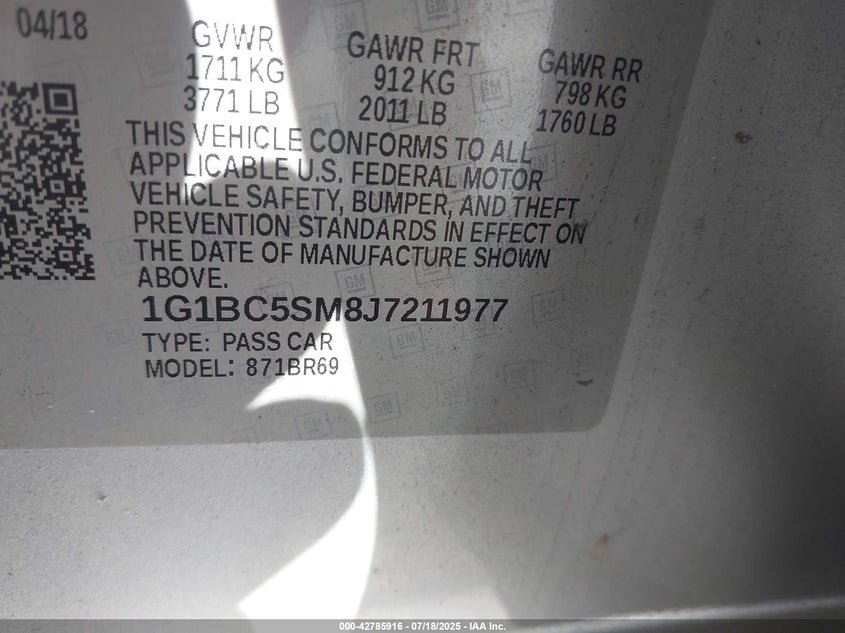 04/18
GVWR
1711 KG
3771 LB
GAWR FRT
912 KG
2011 LB
GAWR RR
798 KG
1760 LB
THIS VEHICLE CONFORMS TO ALL
APPLICABLE U.S. FEDERAL MOTOR
VEHICLE SAFETY, BUMPER, AND THEFT
PREVENTION STANDARDS IN EFFECT ON
THE DATE OF MANUFACTURE SHOWN
ABOVE.
1G1BC5SM8J7211977
TYPE: PASS CAR
MODEL: 871BR69
GM
000-42785916 - 07/18/2025 - IAA Inc.